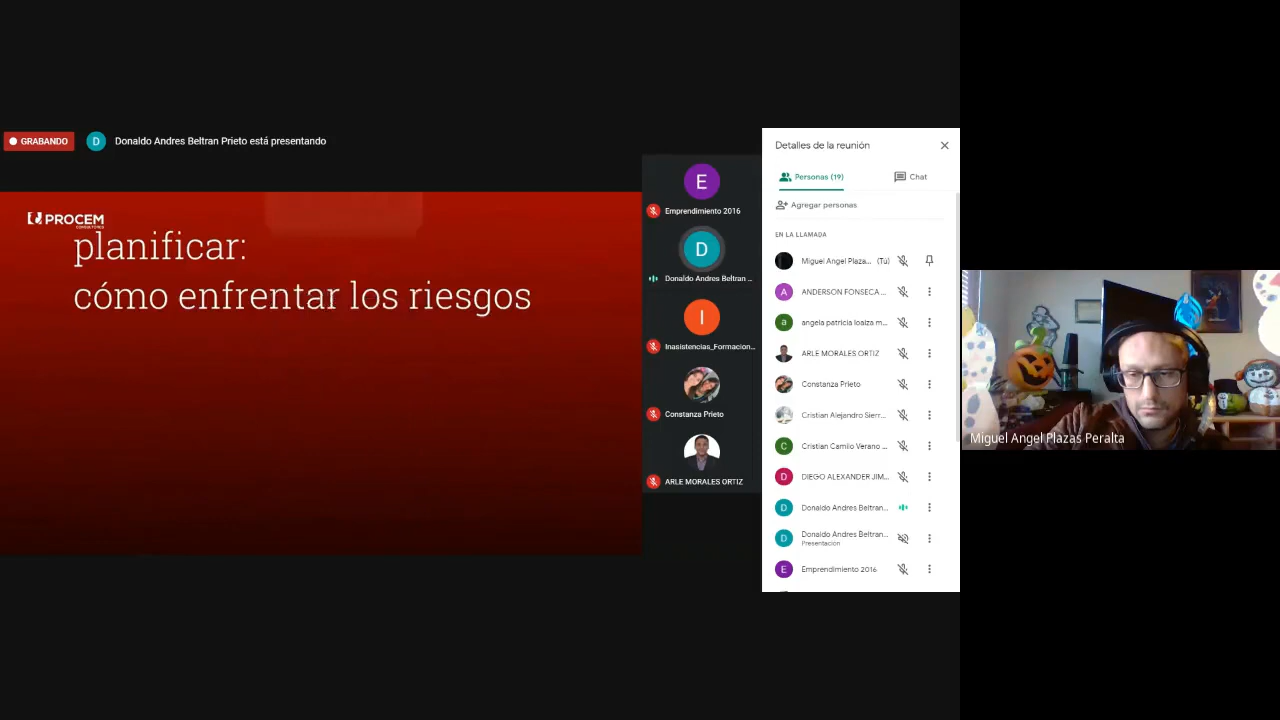 GRABANDO
D
Donaldo Andres Beltran Prieto está presentando
PROCEM
CONSULTORES
planificar:
cómo enfrentar los riesgos
E
Emprendimiento 2016
D
Donaldo Andres Beltran ...
I
Inasistencias_Formacion...
Constanza Prieto
ARLE MORALES ORTIZ
Detalles de la reunión
Personas (19)
Chat
Agregar personas
EN LA LLAMADA
Miguel Angel Plaza... (Tú)
A
ANDERSON FONSECA ...
a
angela patricia loaiza m...
ARLE MORALES ORTIZ
Constanza Prieto
Cristian Alejandro Sierr...
C
Cristian Camilo Verano ...
D
DIEGO ALEXANDER JIM...
D
Donaldo Andres Beltran...
D
Donaldo Andres Beltran...
Presentación
E
Emprendimiento 2016
Miguel Angel Plazas Peralta